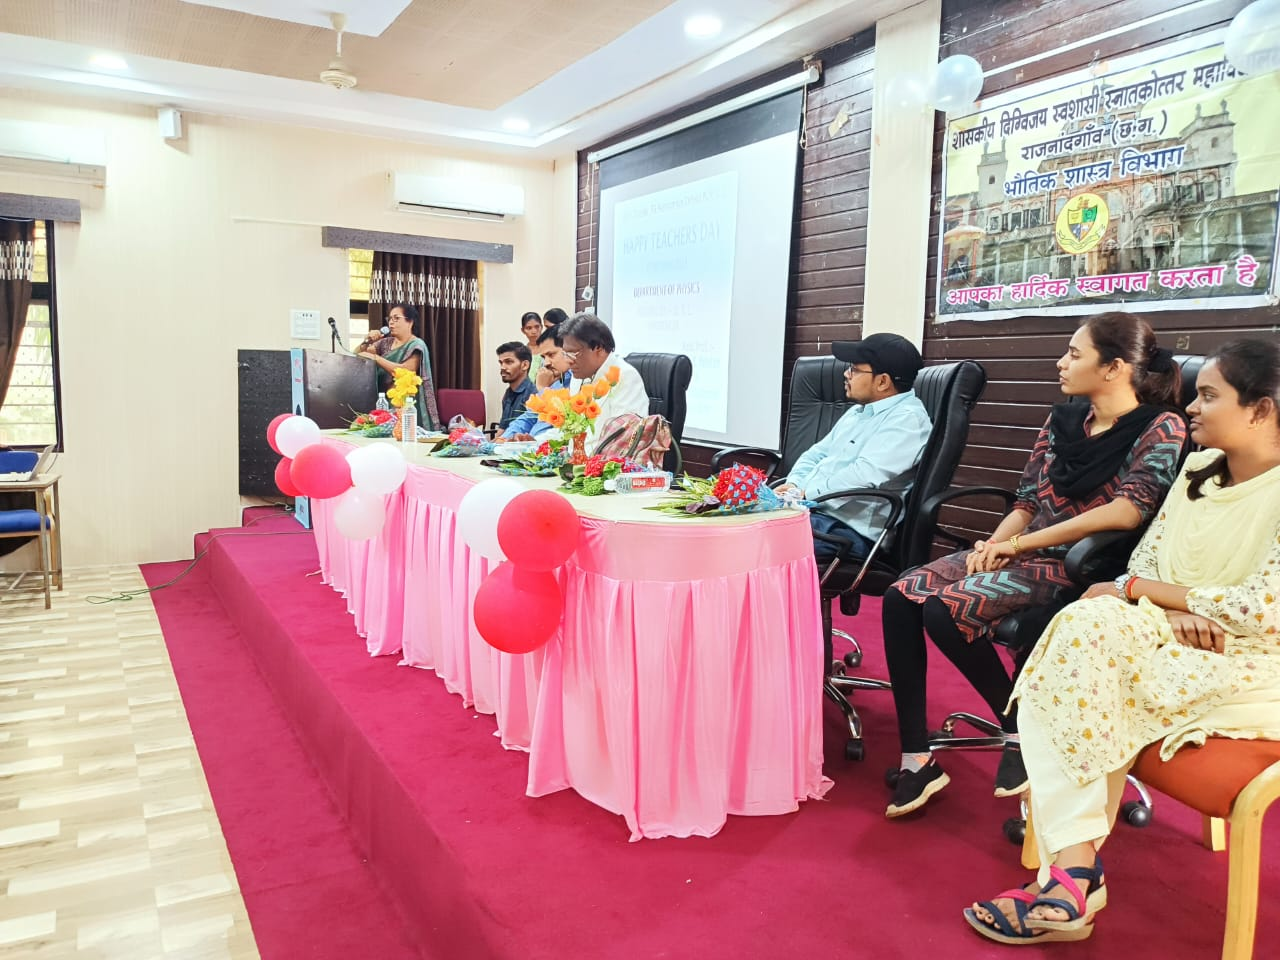 HAPPY TEACHERS DAY
DEPARTMENT OF PHYSICS
शासकीय दिग्विजय स्वशासी स्नातकोत्तर महाविद्यालय
राजनांदगाँव (छ.ग.)
भौतिक शास्त्र विभाग
आपका हार्दिक स्वागत करता है